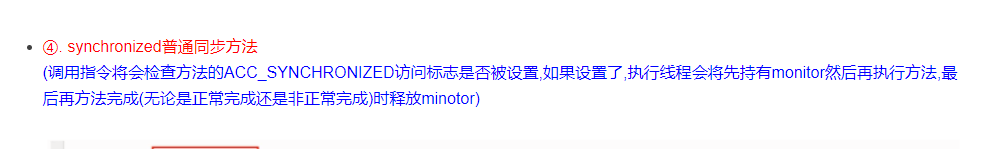 ④. synchronized普通同步方法
(调用指令将会检查方法的ACC_SYNCHRONIZED访问标志是否被设置,如果设置了,执行线程会将先持有monitor然后再执行方法,最
后再方法完成(无论是正常完成还是非正常完成)时释放minotor)